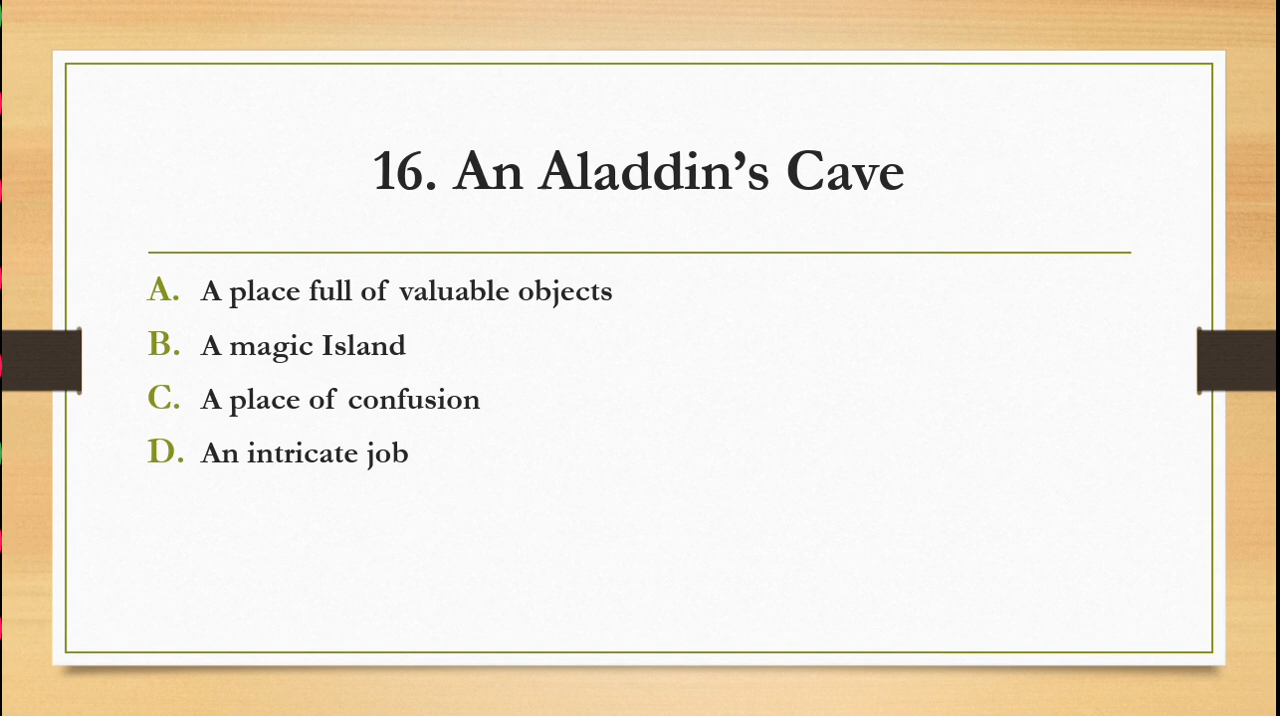 16. An Aladdin’s Cave
A. A place full of valuable objects
B. A magic Island
C. A place of confusion
D. An intricate job